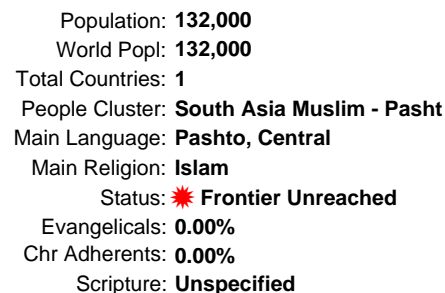 Population: 132,000
World Popl: 132,000
Total Countries: 1
People Cluster: South Asia Muslim - Pasht
Main Language: Pashto, Central
Main Religion: Islam
Status: Frontier Unreached
Evangelicals: 0.00%
Chr Adherents: 0.00%
Scripture: Unspecified